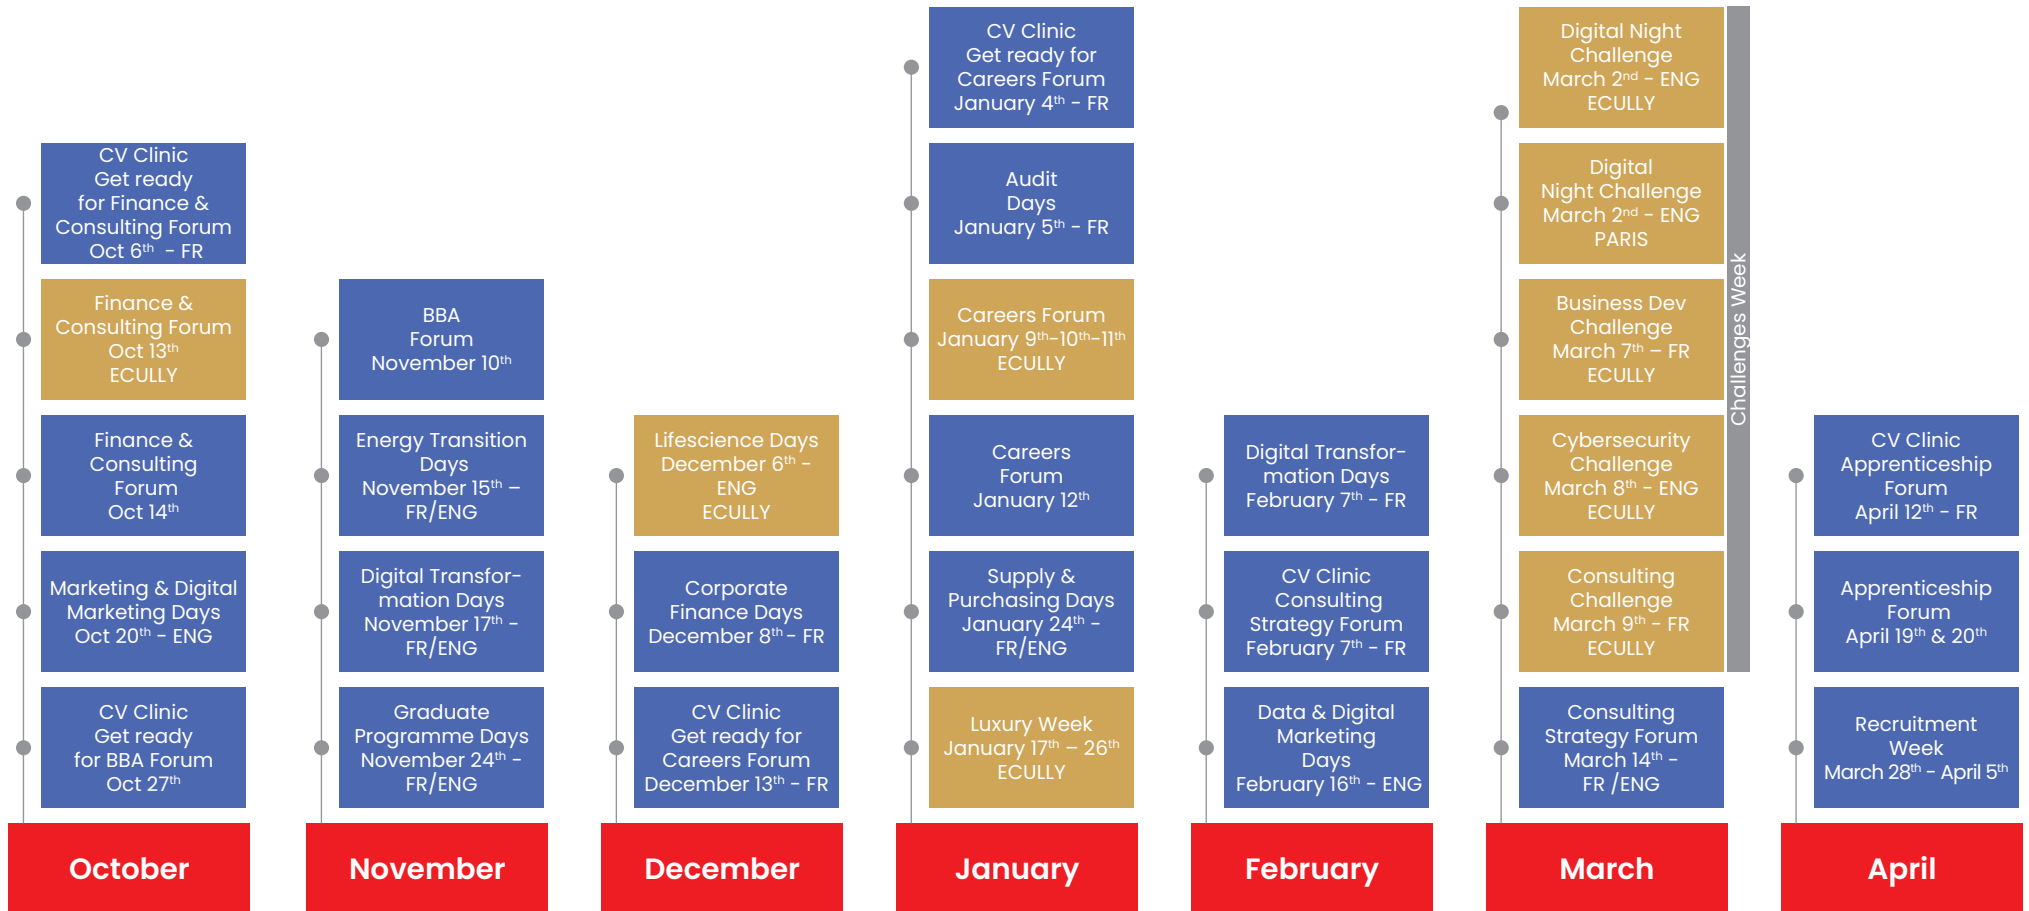 CV Clinic
Get ready
for Finance &
Consulting Forum
Oct 6th - FR
Finance &
Consulting Forum
Oct 13th
ECULLY
Finance &
Consulting
Forum
Oct 14th
Marketing & Digital
Marketing Days
Oct 20th - ENG
CV Clinic
Get ready
for BBA Forum
Oct 27th
October
BBA
Forum
November 10th
Energy Transition
Days
November 15th –
FR/ENG
Digital Transfor-
mation Days
November 17th -
FR/ENG
Graduate
Programme Days
November 24th -
FR/ENG
November
Lifescience Days
December 6th -
ENG
ECULLY
Corporate
Finance Days
December 8th - FR
CV Clinic
Get ready for
Careers Forum
December 13th - FR
December
CV Clinic
Get ready for
Careers Forum
January 4th - FR
Audit
Days
January 5th - FR
Careers Forum
January 9th-10th-11th
ECULLY
Careers
Forum
January 12th
Supply &
Purchasing Days
January 24th -
FR/ENG
Luxury Week
January 17th – 26th
ECULLY
January
Digital Transfor-
mation Days
February 7th - FR
CV Clinic
Consulting
Strategy Forum
February 7th - FR
Data & Digital
Marketing
Days
February 16th - ENG
February
Digital Night
Challenge
March 2nd - ENG
ECULLY
Digital
Night Challenge
March 2nd - ENG
PARIS
Business Dev
Challenge
March 7th – FR
ECULLY
Cybersecurity
Challenge
March 8th - ENG
ECULLY
Consulting
Challenge
March 9th - FR
ECULLY
Challenges Week
Consulting
Strategy Forum
March 14th -
FR /ENG
March
CV Clinic
Apprenticeship
Forum
April 12th - FR
Apprenticeship
Forum
April 19th & 20th
Recruitment
Week
March 28th - April 5th
April